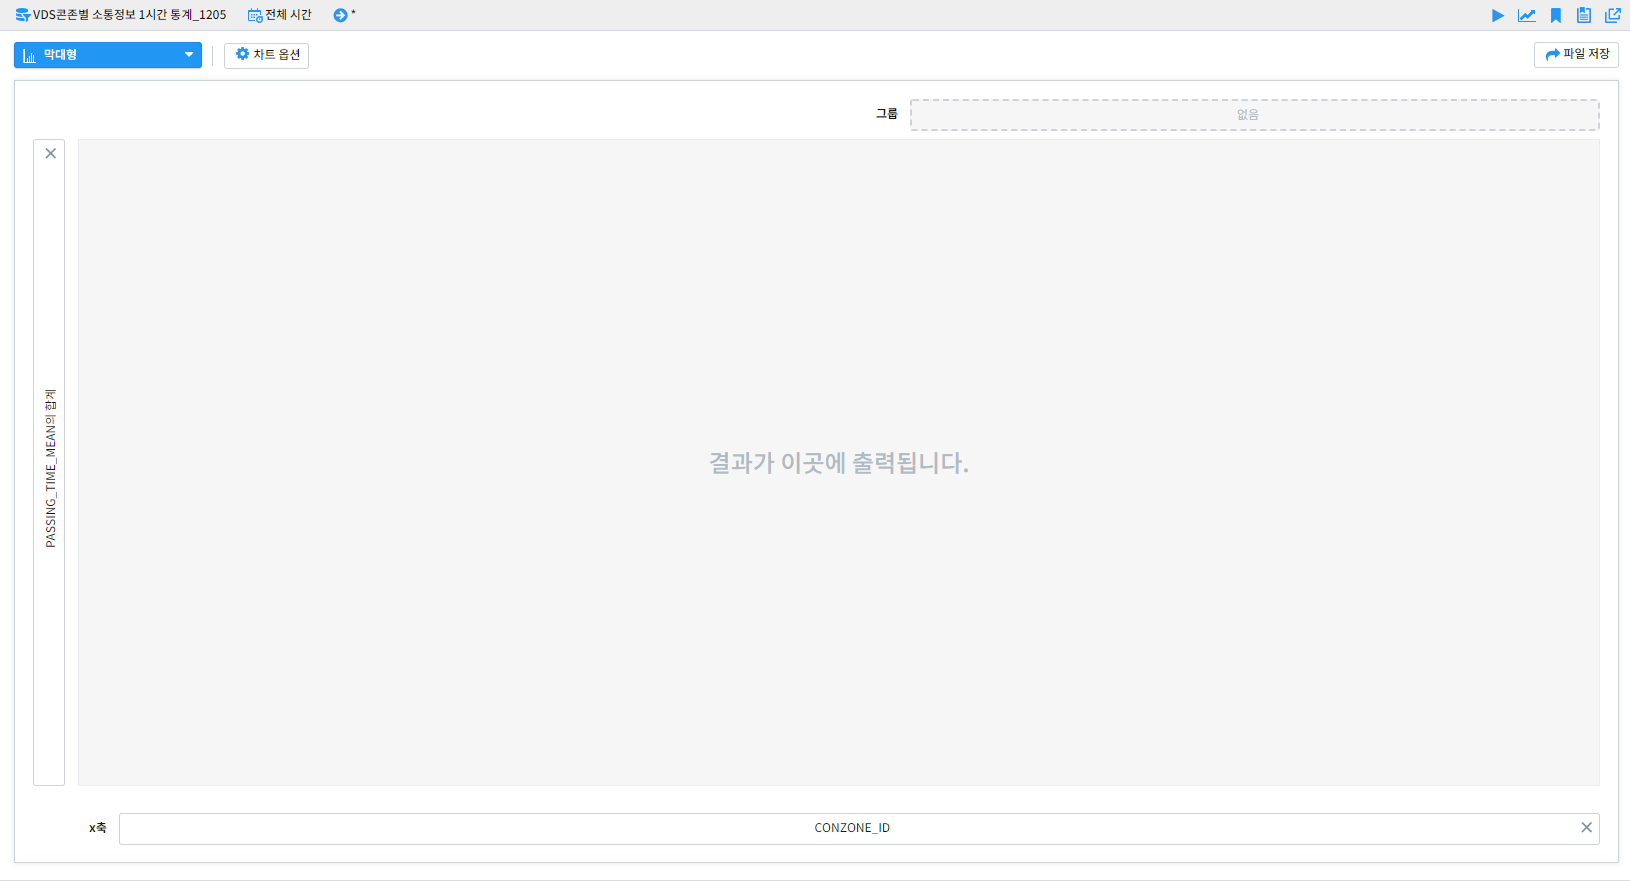 VDS콘존별 소통정보 1시간 통계_1205 전체 시간 *
막대형 차트 옵션 파일 저장
그룹 없음
PASSING_TIME_MEAN의 합계
결과가 이곳에 출력됩니다.
x축 CONZONE_ID